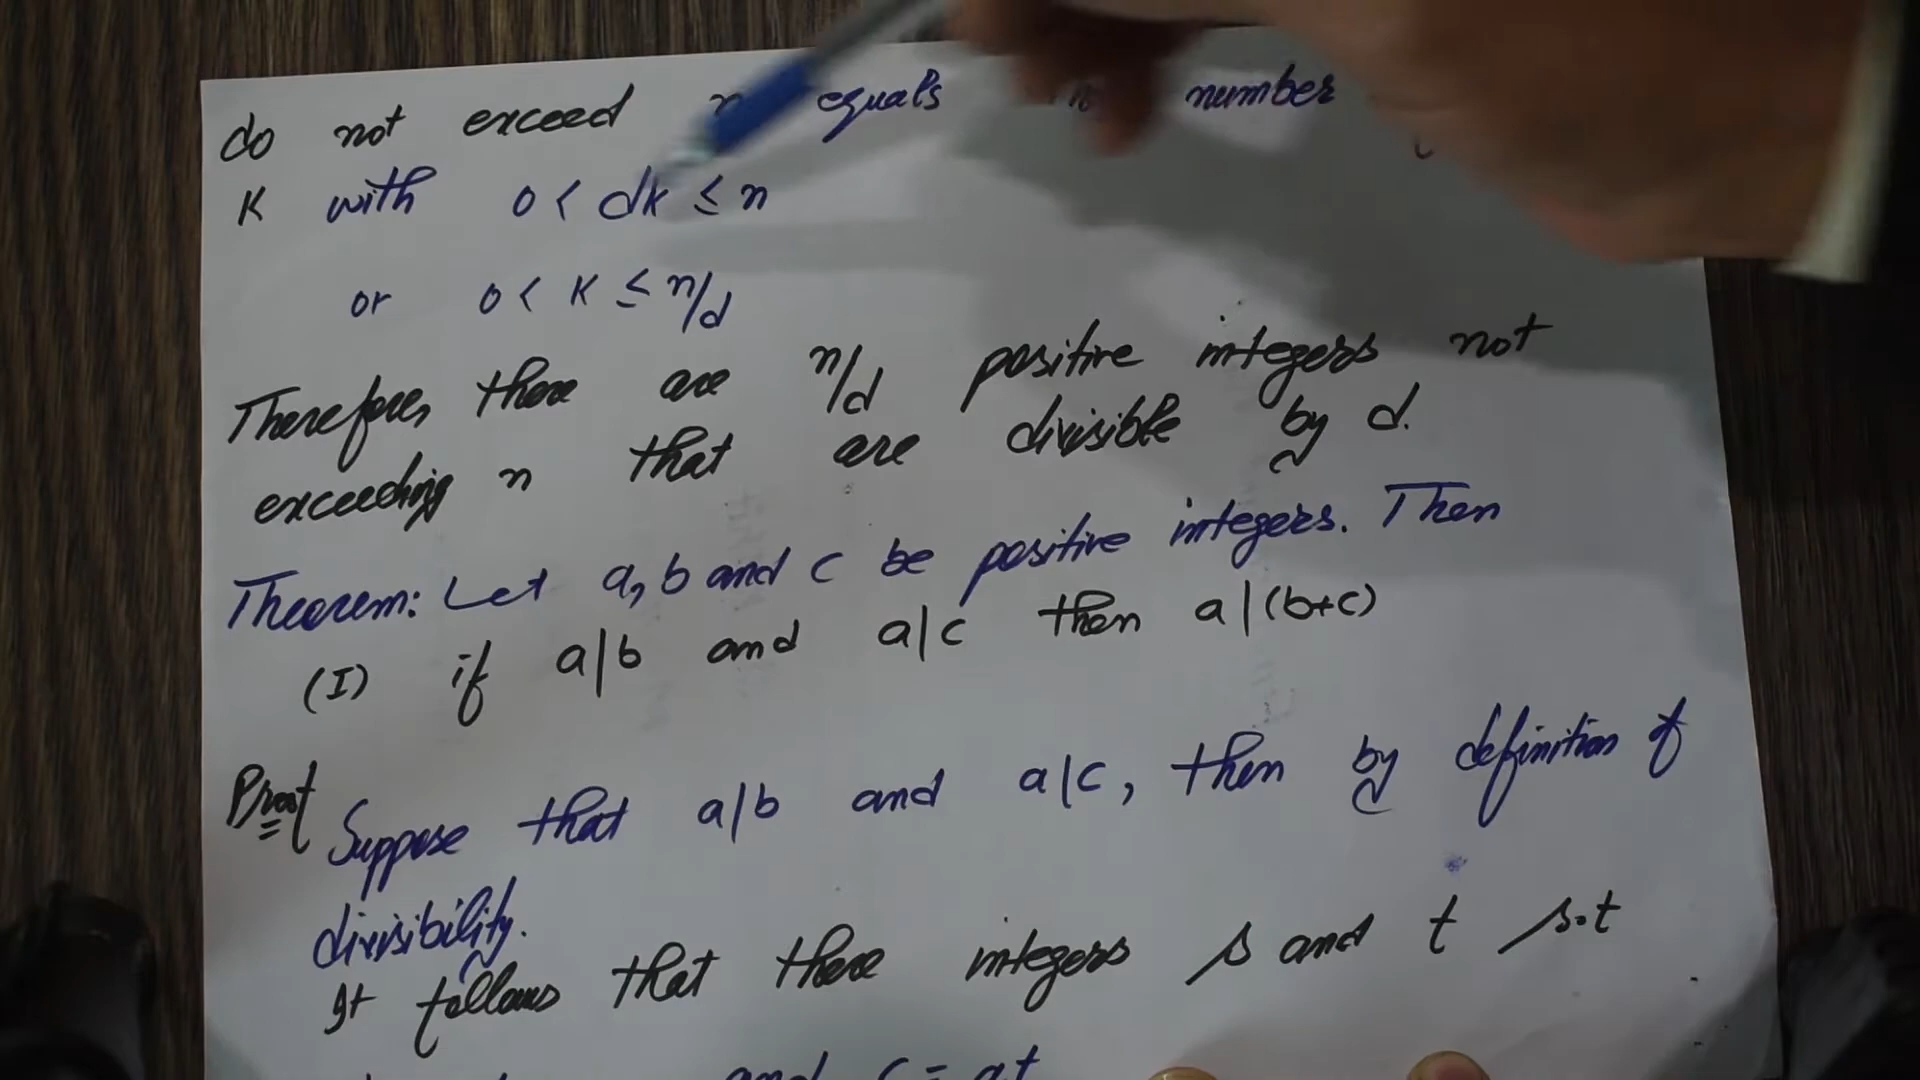 do not exceed n equals number
K with 0 < dk ≤ n
or 0 < K ≤ n/d
Therefore, there are n/d positive integers not
exceeding n that are divisible by d.
Theorem: Let a, b and c be positive integers. Then
(I) if a|b and a|c then a|(b+c)
Proof Suppose that a|b and a|c, then by definition of
divisibility.
It follows that there integers s and t s.t
and c = at